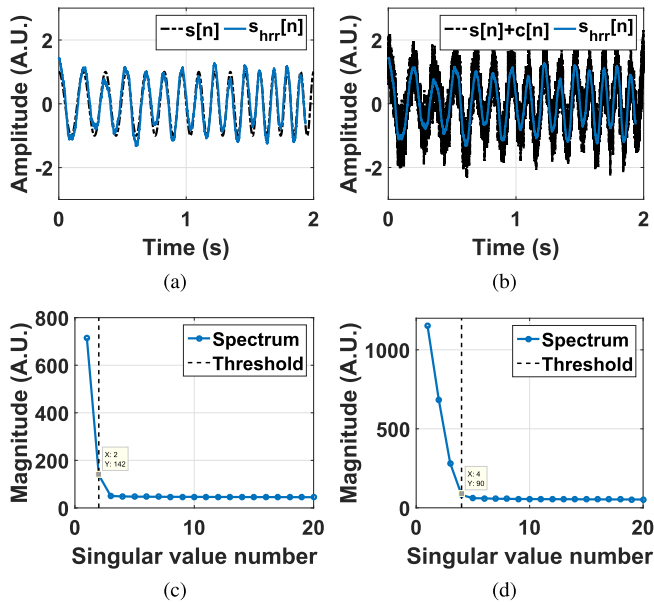 s[n] s_hrr[n]
Amplitude (A.U.)
2
0
-2
0 1 2
Time (s)
(a)
s[n]+c[n] s_hrr[n]
Amplitude (A.U.)
2
0
-2
0 1 2
Time (s)
(b)
Magnitude (A.U.)
800
600
400
200
0
Spectrum
Threshold
X: 2
Y: 142
0 10 20
Singular value number
(c)
Magnitude (A.U.)
1000
500
0
Spectrum
Threshold
X: 4
Y: 90
0 10 20
Singular value number
(d)